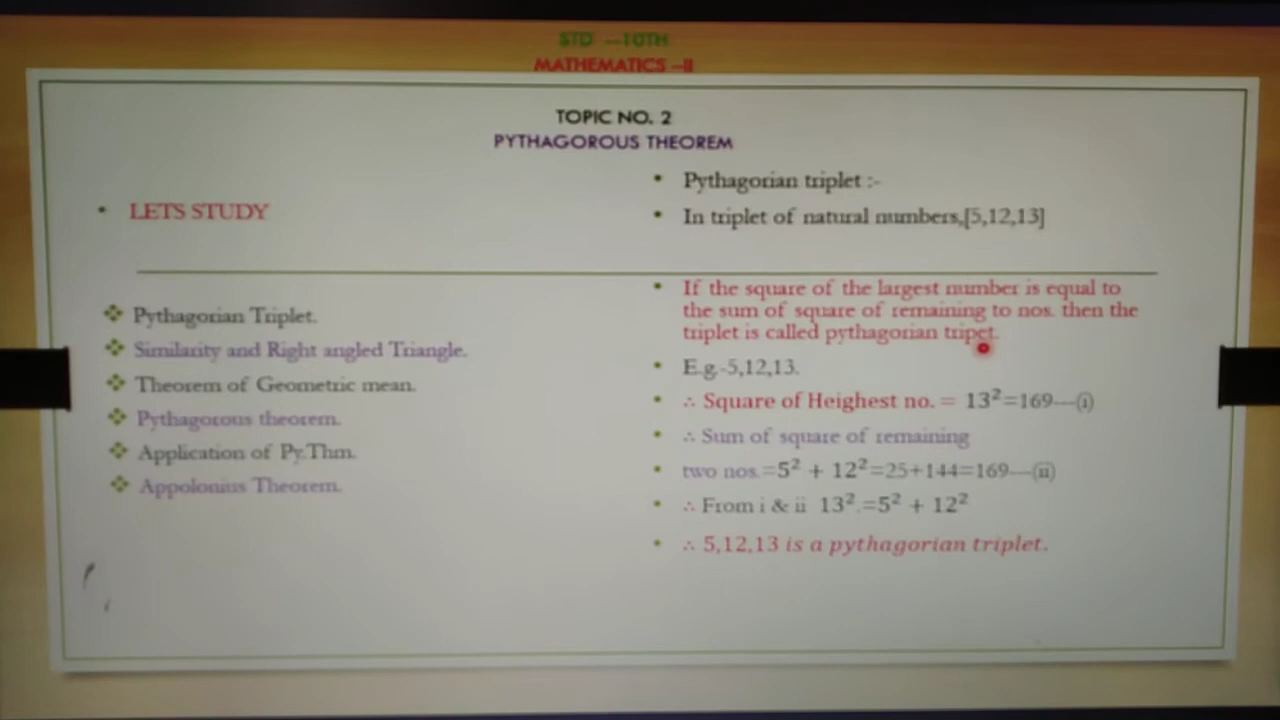 STD -10TH
MATHEMATICS -II
TOPIC NO. 2
PYTHAGOROUS THEOREM
• LETS STUDY
❖ Pythagorian Triplet.
❖ Similarity and Right angled Triangle.
❖ Theorem of Geometric mean.
❖ Pythagorous theorem.
❖ Application of Py.Thm.
❖ Appolonius Theorem.
• Pythagorian triplet :-
• In triplet of natural numbers,[5,12,13]
• If the square of the largest number is equal to
the sum of square of remaining to nos. then the
triplet is called pythagorian tripet.
• E.g.-5,12,13.
• ∴ Square of Heighest no. = 13²=169---(i)
• ∴ Sum of square of remaining
• two nos.=5² + 12²=25+144=169---(ii)
• ∴ From i & ii 13².=5² + 12²
• ∴ 5,12,13 is a pythagorian triplet.